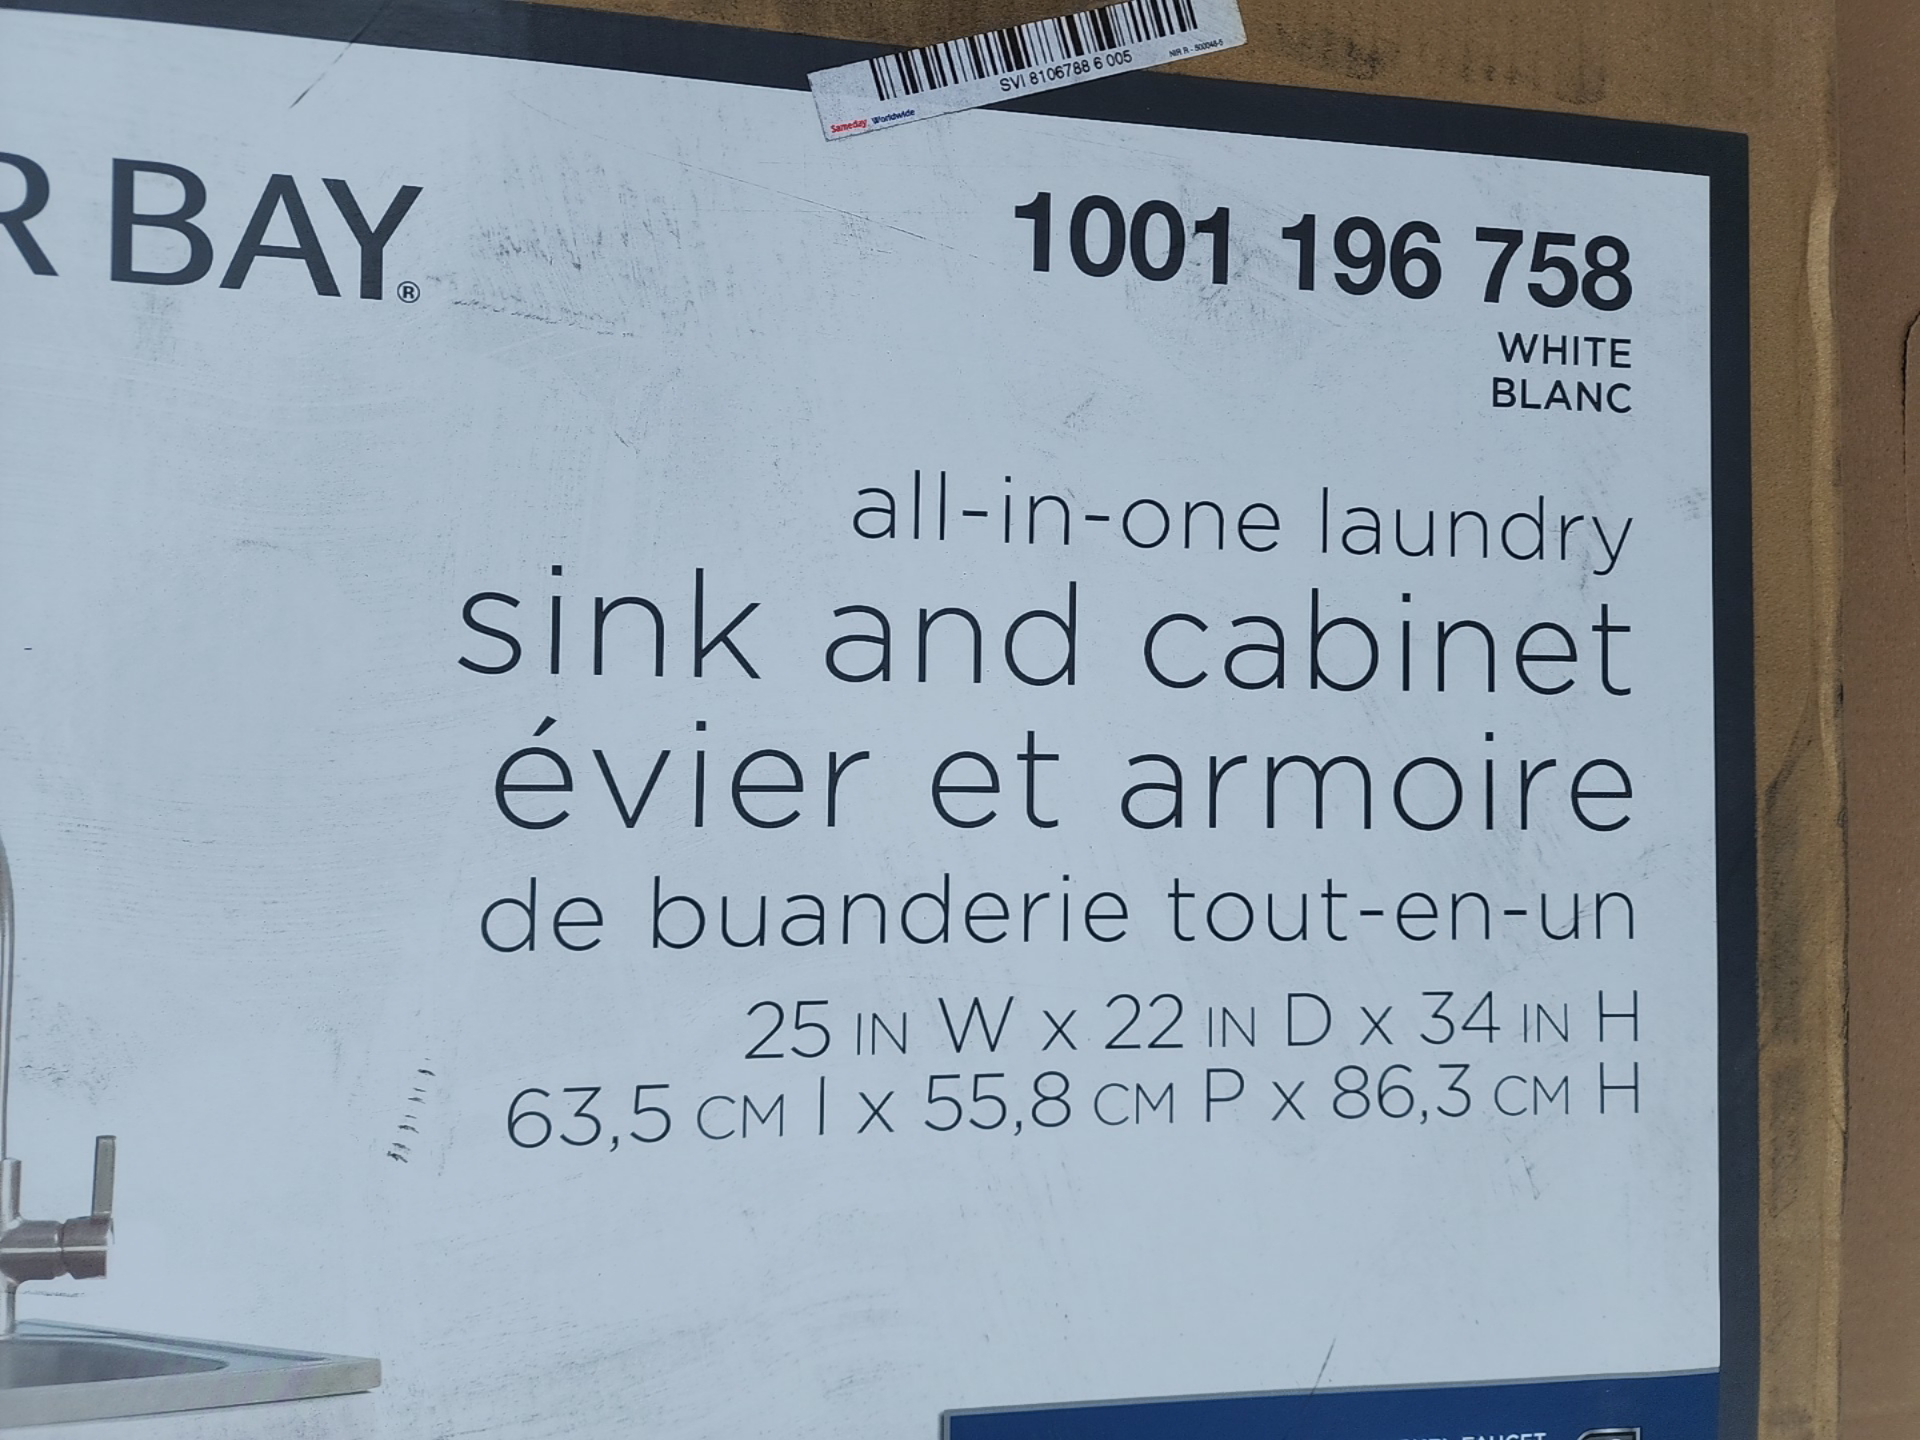 SVI 8106788 6 005
Sameday Worldwide
R BAY®
1001 196 758
WHITE
BLANC
all-in-one laundry
sink and cabinet
évier et armoire
de buanderie tout-en-un
25 IN W x 22 IN D x 34 IN H
63,5 CM l x 55,8 CM P x 86,3 CM H
FAUCET